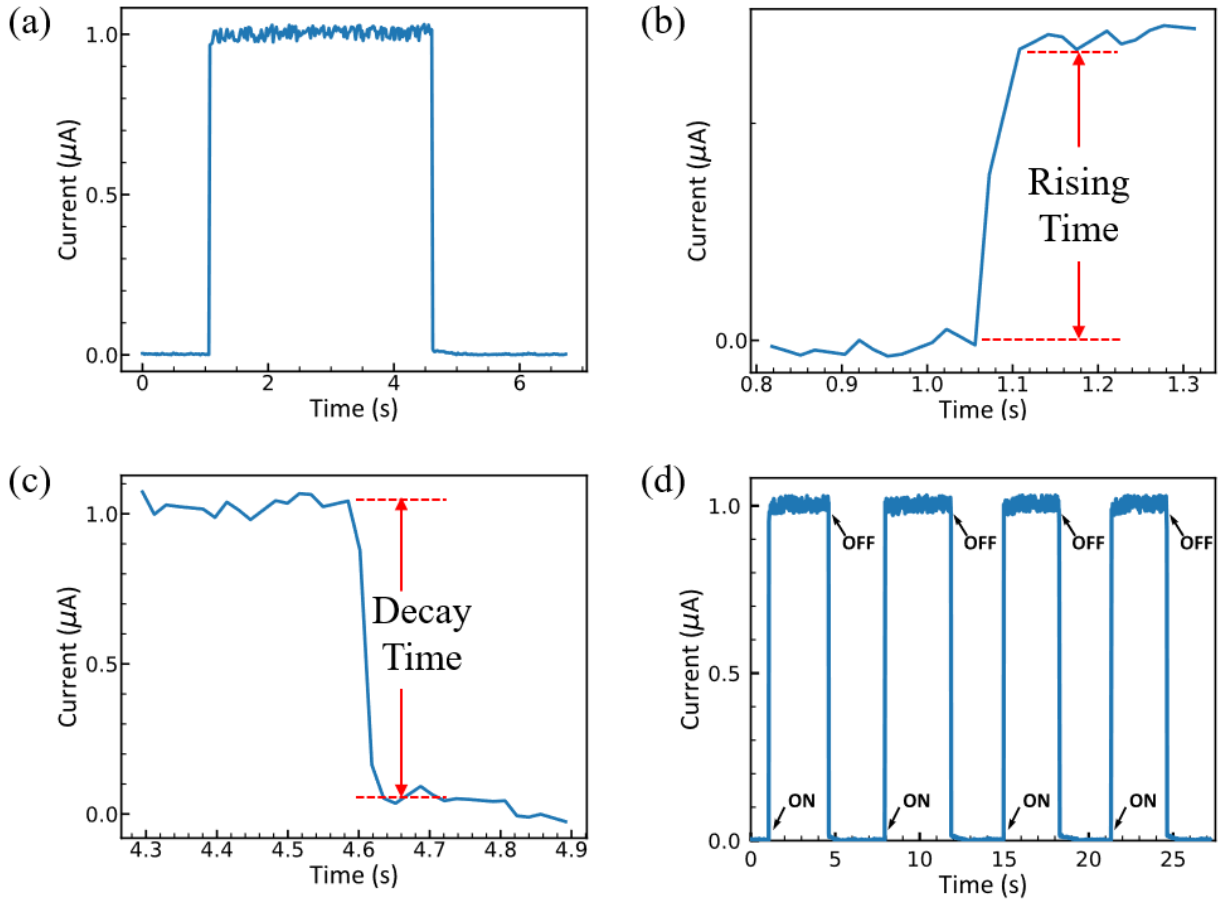 (a)
1.0
0.5
0.0
Current (μA)
0 2 4 6
Time (s)
(b)
0.0
Current (μA)
Rising
Time
0.8 0.9 1.0 1.1 1.2 1.3
Time (s)
(c)
1.0
0.5
0.0
Current (μA)
Decay
Time
4.3 4.4 4.5 4.6 4.7 4.8 4.9
Time (s)
(d)
1.0
0.5
0.0
Current (μA)
OFF OFF OFF OFF
ON ON ON ON
0 5 10 15 20 25
Time (s)